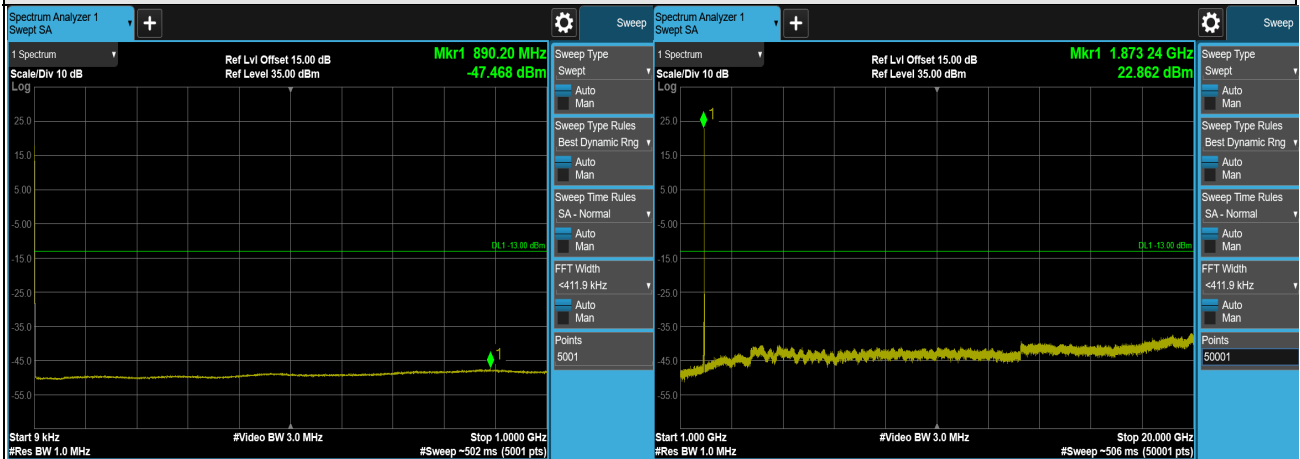 Spectrum Analyzer 1
Swept SA
+
Sweep
1 Spectrum
Scale/Div 10 dB
Log
Ref Lvl Offset 15.00 dB
Ref Level 35.00 dBm
Mkr1 890.20 MHz
-47.468 dBm
25.0
15.0
5.00
-5.00
-15.0
-25.0
-35.0
-45.0
-55.0
DL1 -13.00 dBm
1
Start 9 kHz
#Res BW 1.0 MHz
#Video BW 3.0 MHz
Stop 1.0000 GHz
#Sweep ~502 ms (5001 pts)
Sweep Type
Swept
Auto
Man
Sweep Type Rules
Best Dynamic Rng
Auto
Man
Sweep Time Rules
SA - Normal
Auto
Man
FFT Width
<411.9 kHz
Auto
Man
Points
5001
Spectrum Analyzer 1
Swept SA
+
Sweep
1 Spectrum
Scale/Div 10 dB
Log
Ref Lvl Offset 15.00 dB
Ref Level 35.00 dBm
Mkr1 1.873 24 GHz
22.862 dBm
1
25.0
15.0
5.00
-5.00
-15.0
-25.0
-35.0
-45.0
-55.0
DL1 -13.00 dBm
Start 1.000 GHz
#Res BW 1.0 MHz
#Video BW 3.0 MHz
Stop 20.000 GHz
#Sweep ~506 ms (50001 pts)
Sweep Type
Swept
Auto
Man
Sweep Type Rules
Best Dynamic Rng
Auto
Man
Sweep Time Rules
SA - Normal
Auto
Man
FFT Width
<411.9 kHz
Auto
Man
Points
50001